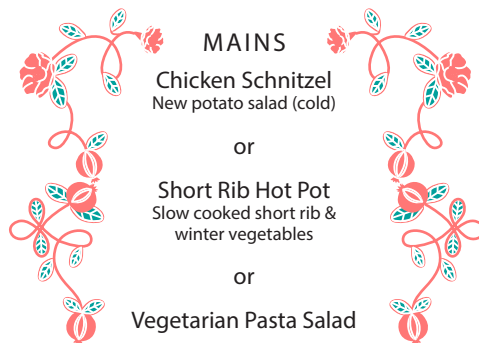 MAINS
Chicken Schnitzel
New potato salad (cold)
or
Short Rib Hot Pot
Slow cooked short rib &
winter vegetables
or
Vegetarian Pasta Salad